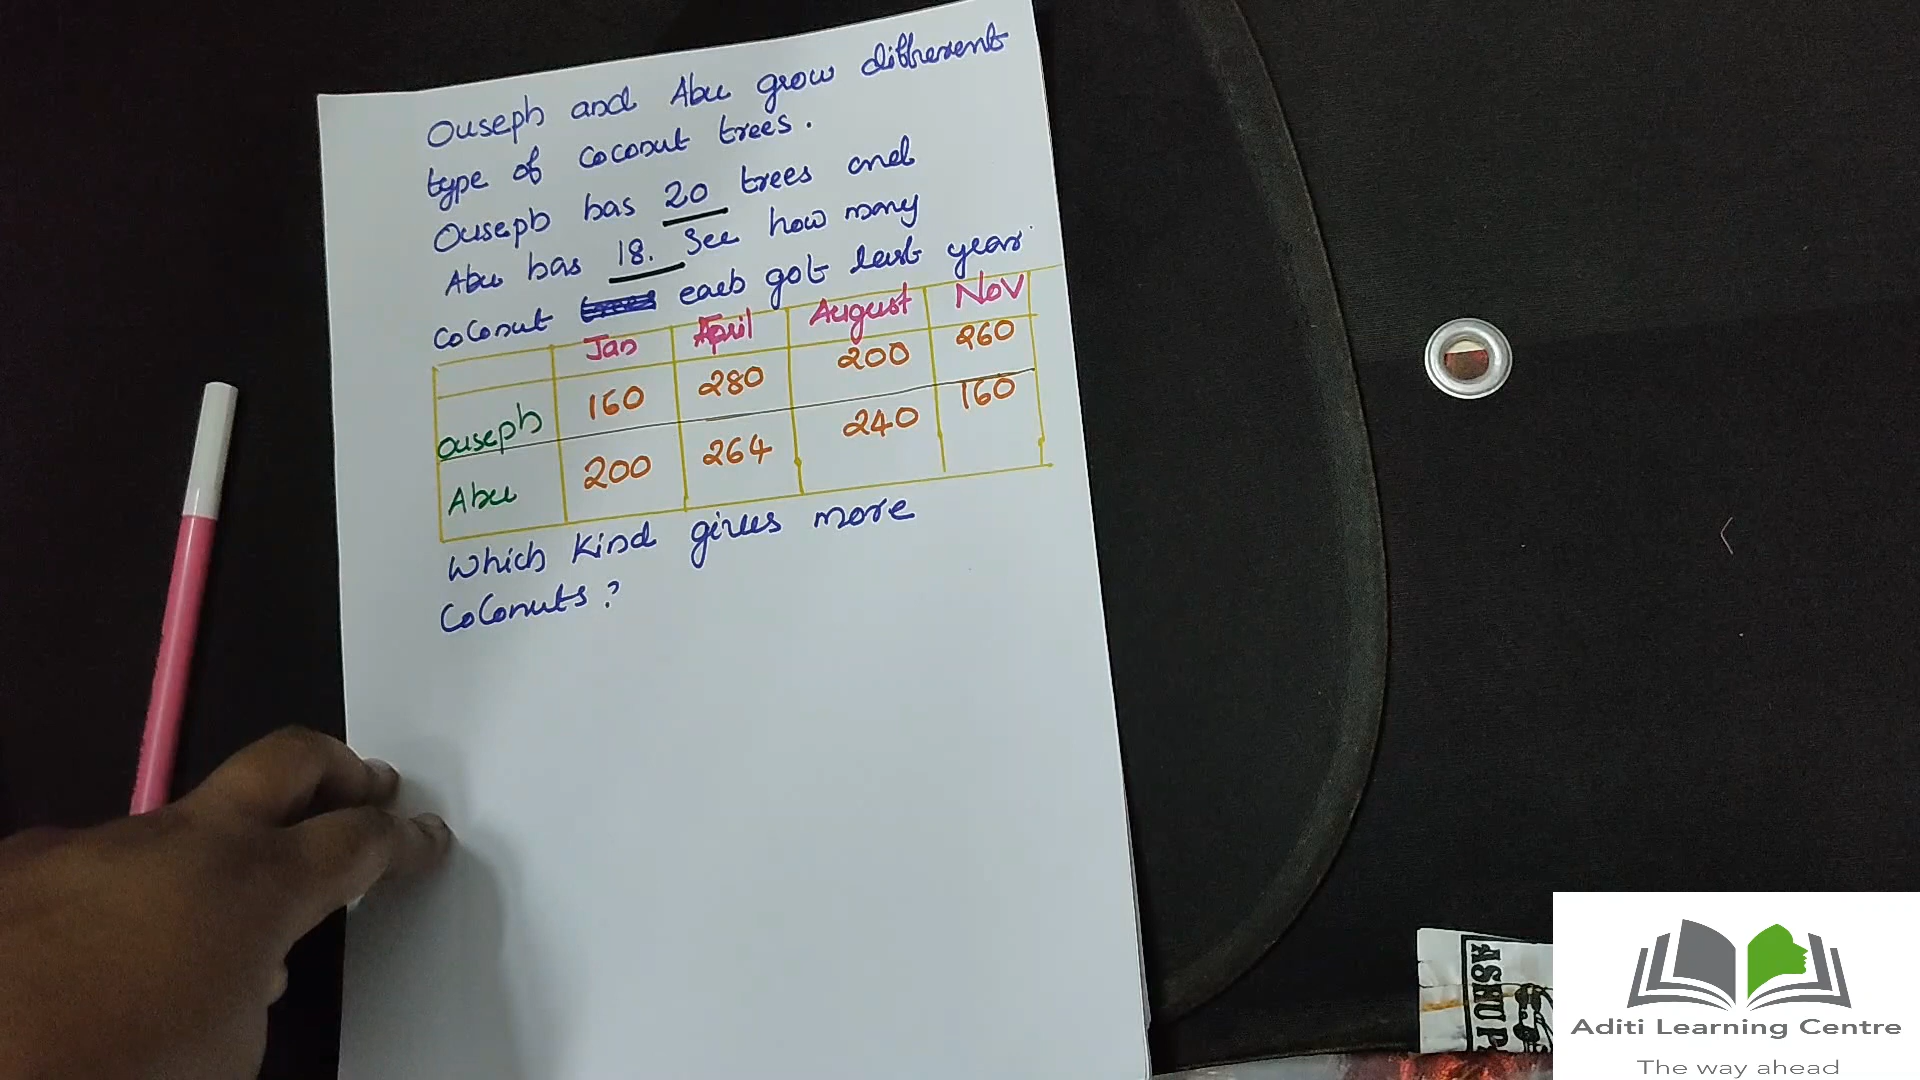 Ouseph and Abu grow different
type of coconut trees.
Ouseph has 20 trees and
Abu has 18. See how many
coconut each got last year
Jan April August Nov
Ouseph 160 280 200 260
Abu 200 264 240 160
Which kind gives more
Coconuts?
ASHUP
Aditi Learning Centre
The way ahead